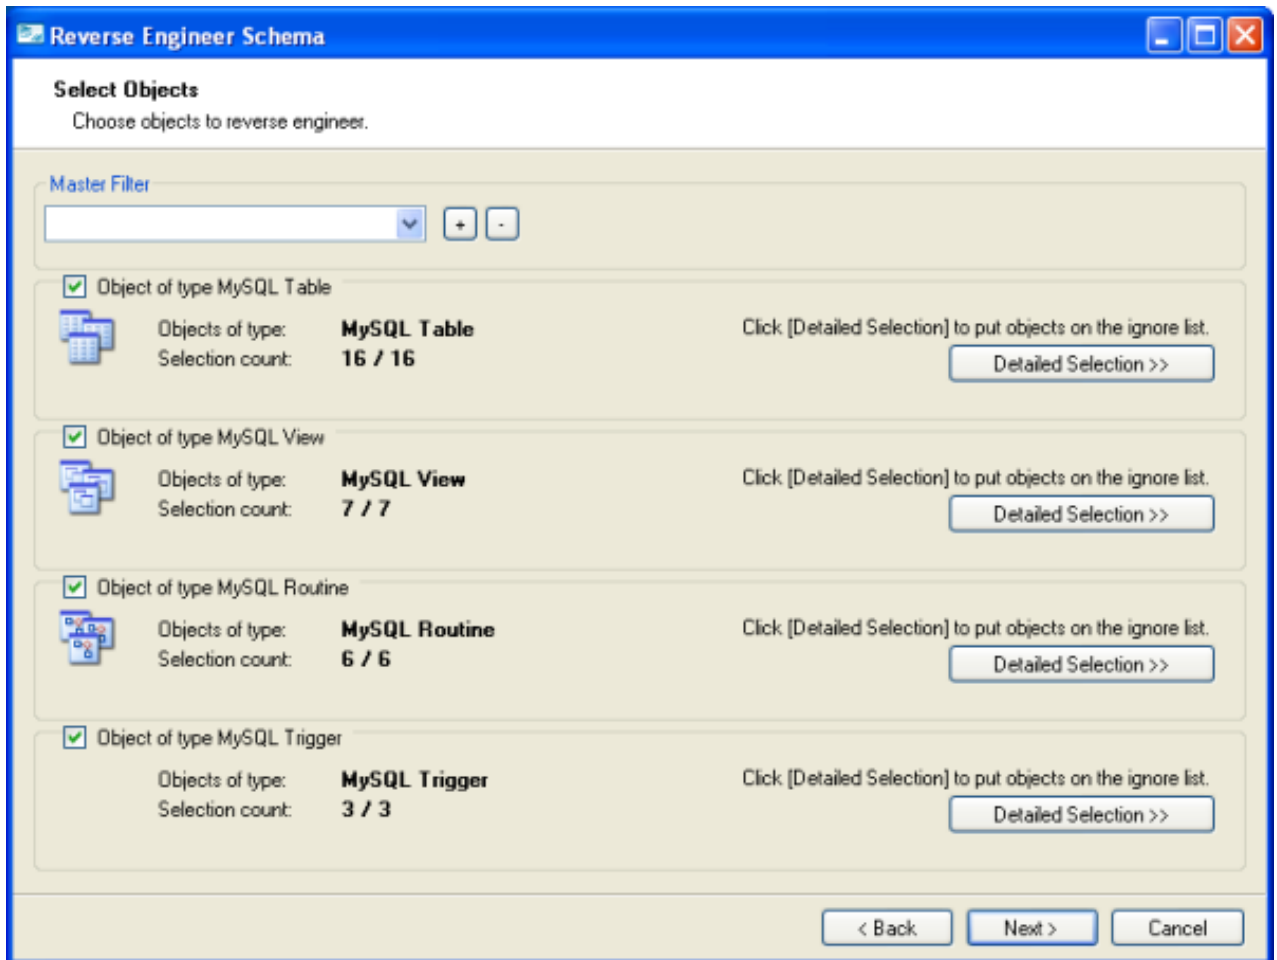 Reverse Engineer Schema
Select Objects
Choose objects to reverse engineer.
Master Filter
+ -
Object of type MySQL Table
Objects of type: MySQL Table Click [Detailed Selection] to put objects on the ignore list.
Selection count: 16 / 16 Detailed Selection >>
Object of type MySQL View
Objects of type: MySQL View Click [Detailed Selection] to put objects on the ignore list.
Selection count: 7 / 7 Detailed Selection >>
Object of type MySQL Routine
Objects of type: MySQL Routine Click [Detailed Selection] to put objects on the ignore list.
Selection count: 6 / 6 Detailed Selection >>
Object of type MySQL Trigger
Objects of type: MySQL Trigger Click [Detailed Selection] to put objects on the ignore list.
Selection count: 3 / 3 Detailed Selection >>
< Back Next > Cancel